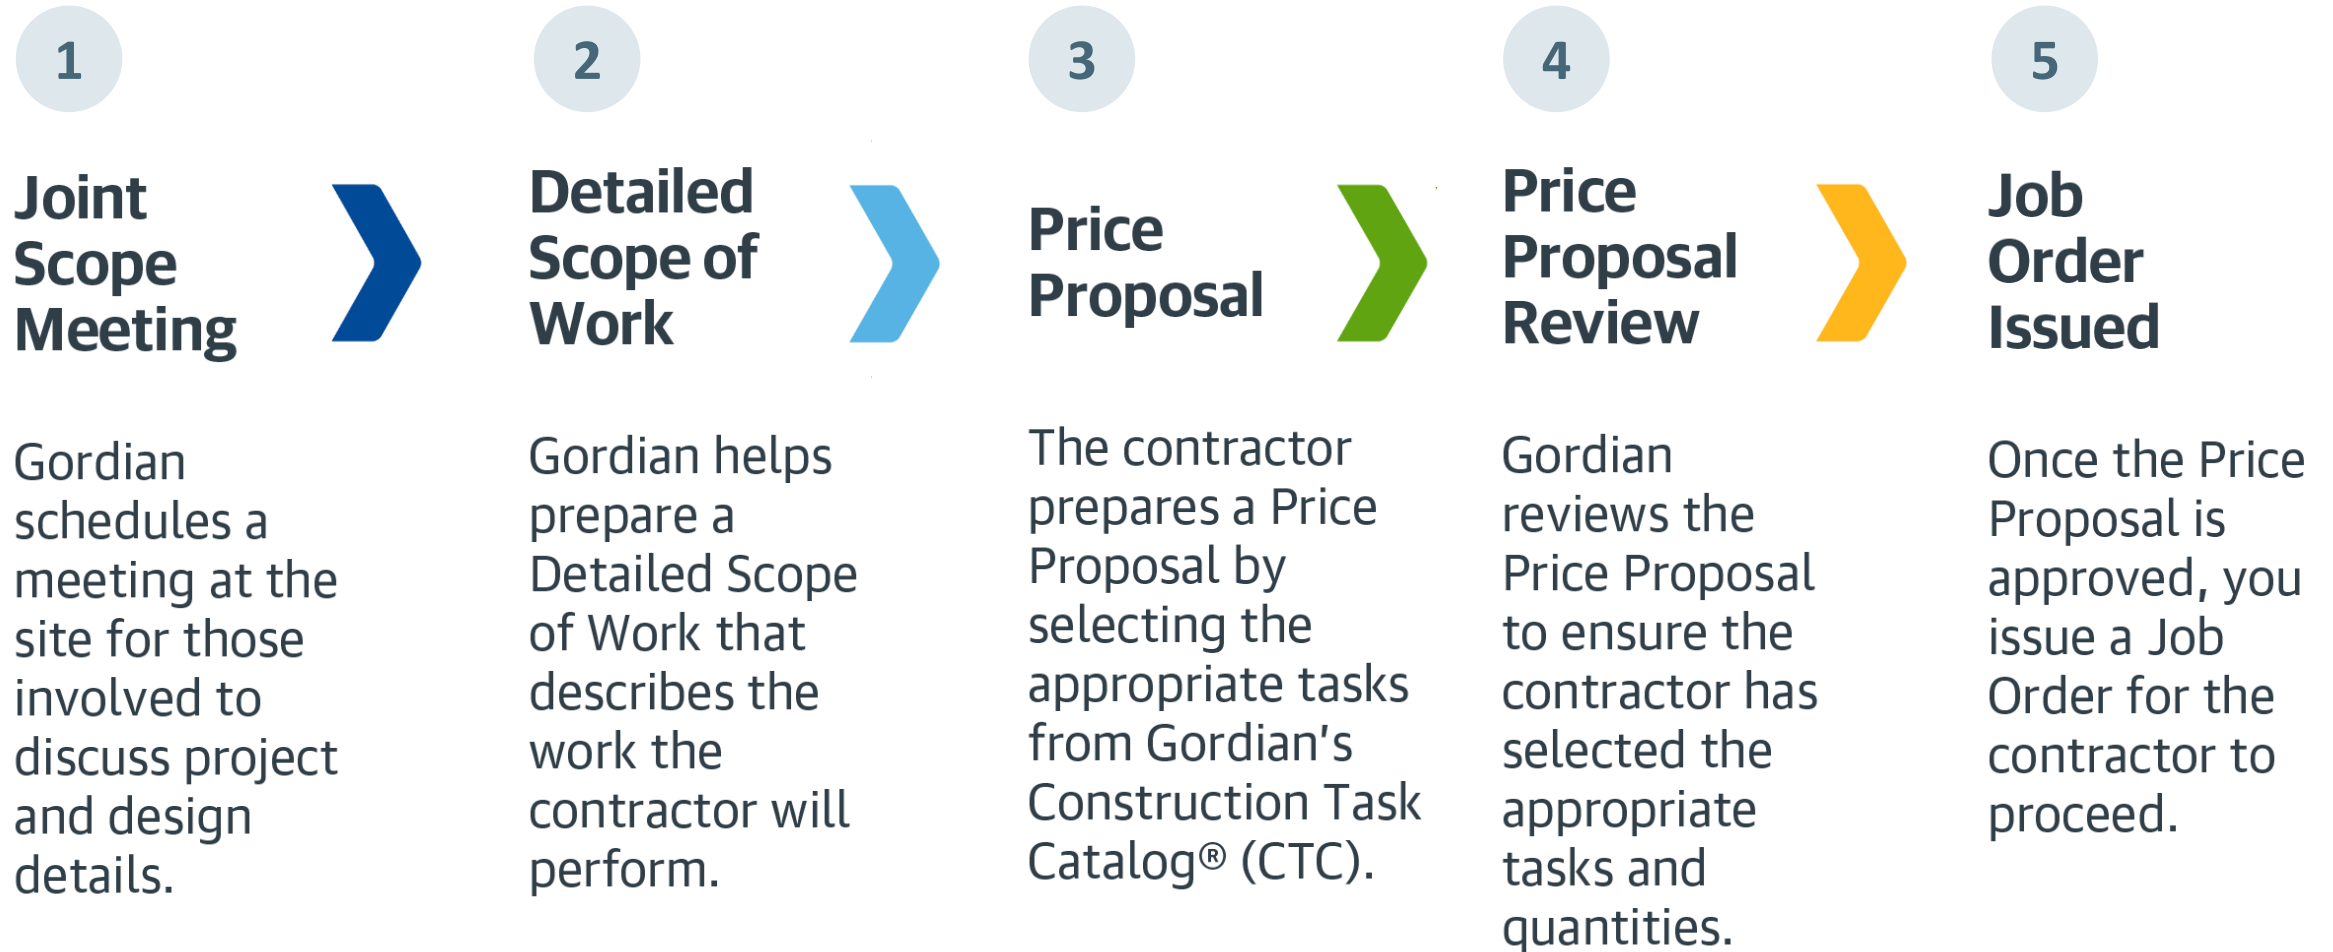 1
Joint
Scope
Meeting
Gordian
schedules a
meeting at the
site for those
involved to
discuss project
and design
details.
2
Detailed
Scope of
Work
Gordian helps
prepare a
Detailed Scope
of Work that
describes the
work the
contractor will
perform.
3
Price
Proposal
The contractor
prepares a Price
Proposal by
selecting the
appropriate tasks
from Gordian's
Construction Task
Catalog® (CTC).
4
Price
Proposal
Review
Gordian
reviews the
Price Proposal
to ensure the
contractor has
selected the
appropriate
tasks and
quantities.
5
Job
Order
Issued
Once the Price
Proposal is
approved, you
issue a Job
Order for the
contractor to
proceed.